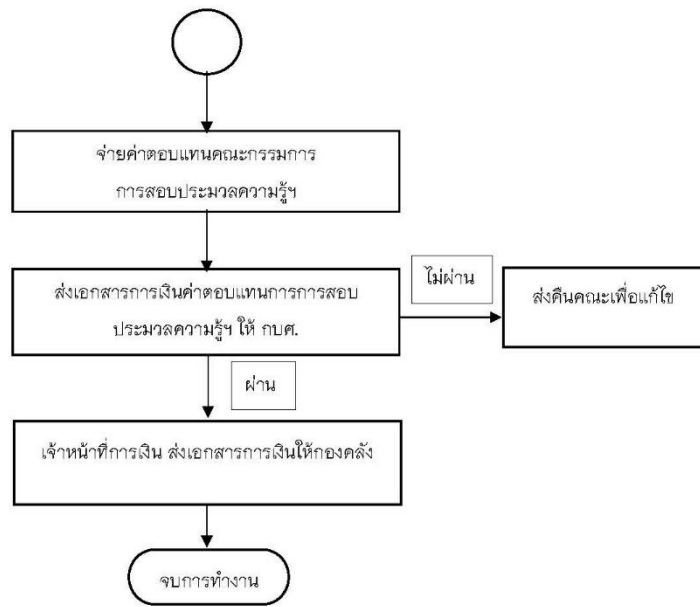 จ่ายค่าตอบแทนคณะกรรมการ
การสอบประมวลความรู้ฯ
ส่งเอกสารการเงินค่าตอบแทนการการสอบ
ประมวลความรู้ฯ ให้ กบศ.
ไม่ผ่าน
ส่งคืนคณะเพื่อแก้ไข
ผ่าน
เจ้าหน้าที่การเงิน ส่งเอกสารการเงินให้กองคลัง
จบการทำงาน